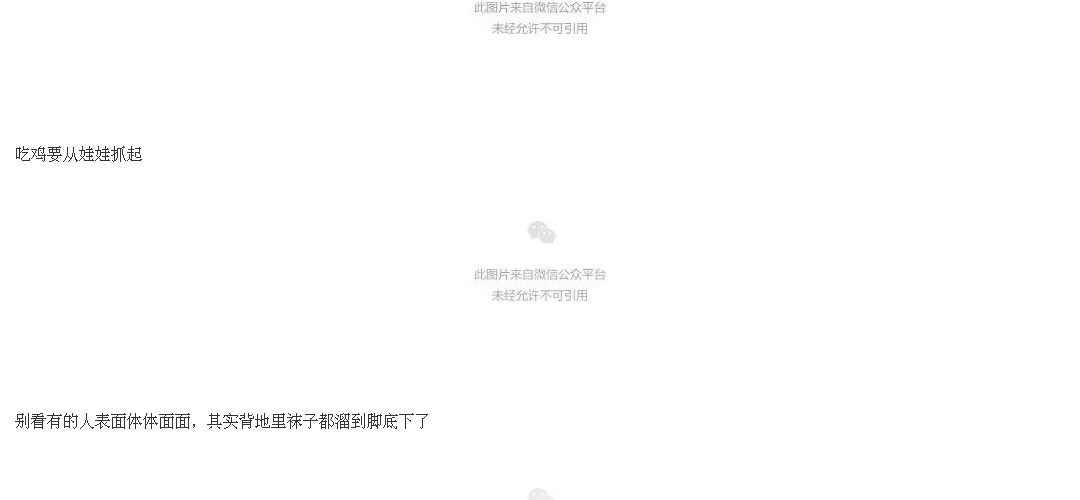 此图片来自微信公众平台
未经允许不可引用
吃鸡要从娃娃抓起
此图片来自微信公众平台
未经允许不可引用
别看有的人表面体体面面，其实背地里袜子都溜到脚底下了